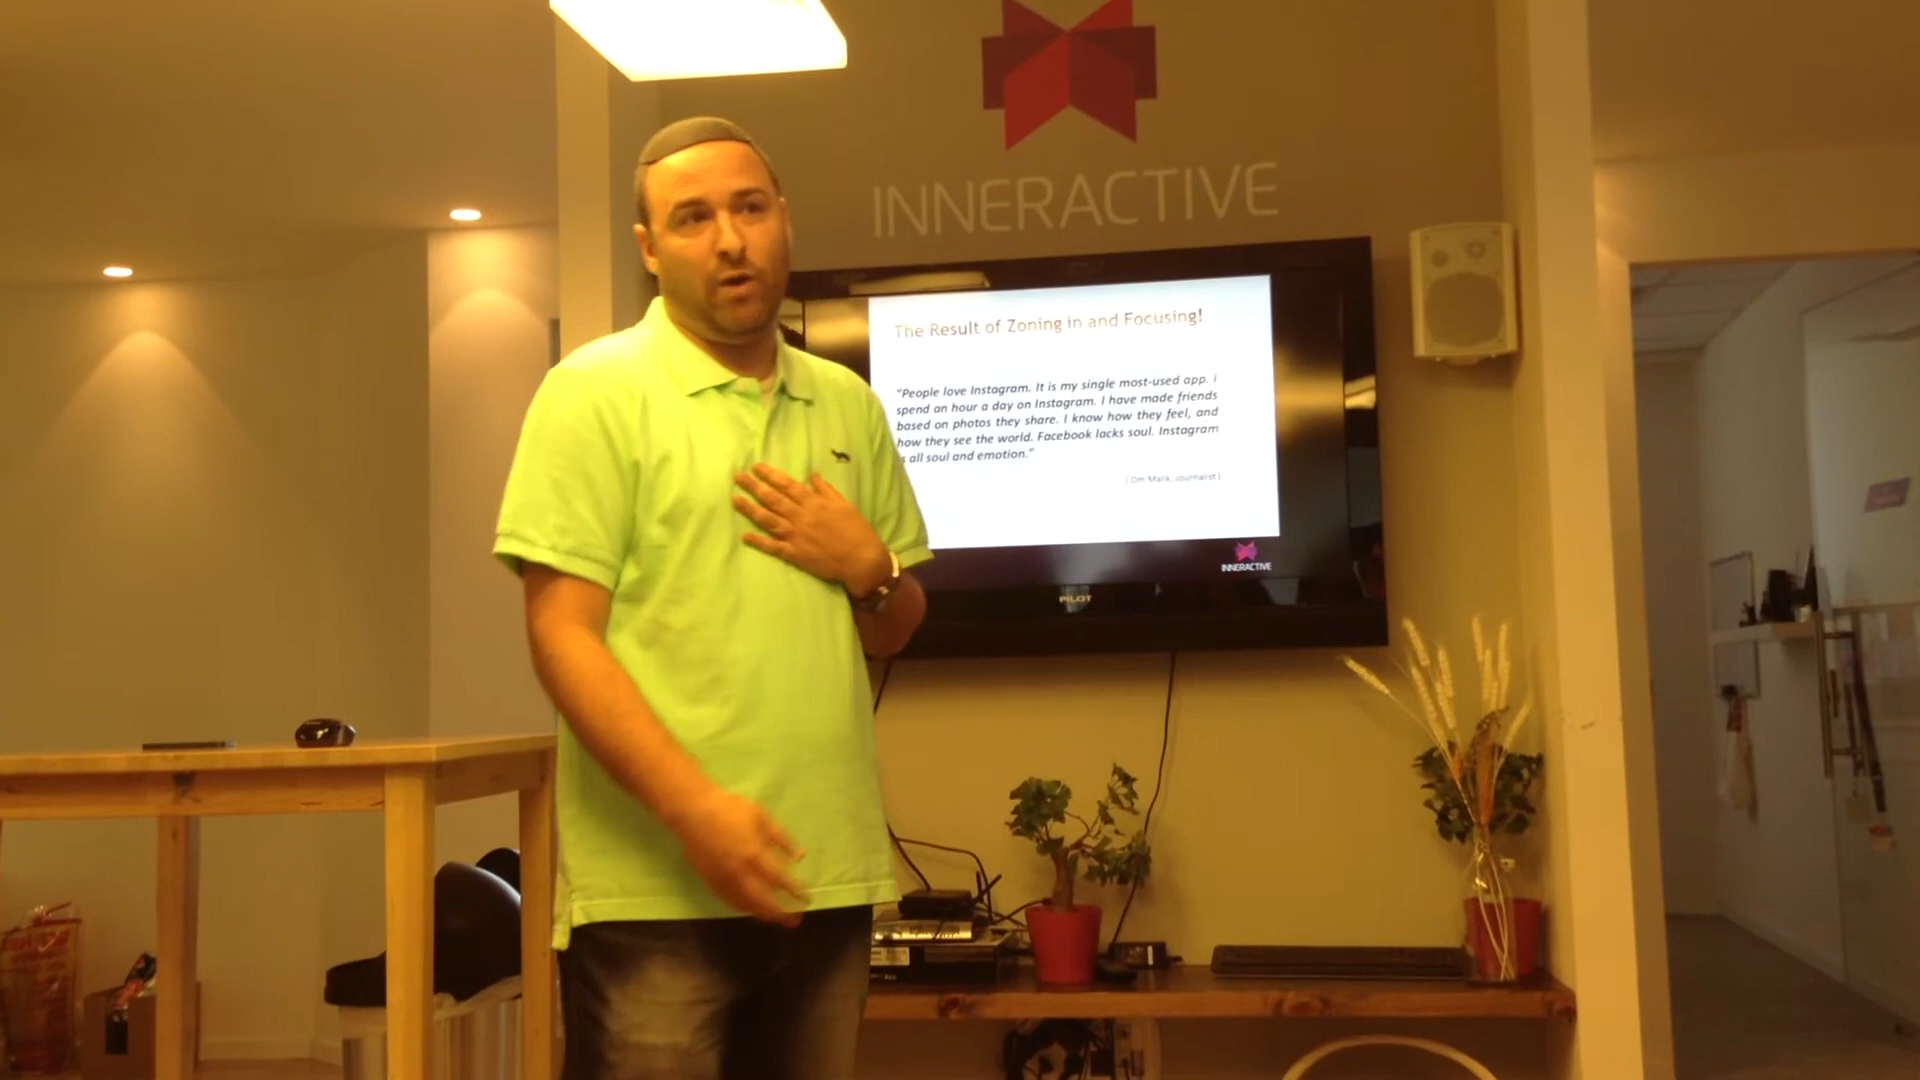 INNERACTIVE
The Result of Zoning in and Focusing!
“People love Instagram. It is my single most-used app. I
spend an hour a day on Instagram. I have made friends
based on photos they share. I know how they feel, and
how they see the world. Facebook lacks soul. Instagram
s all soul and emotion.”
( Om Malik, Journalist )
INNERACTIVE
PILOT